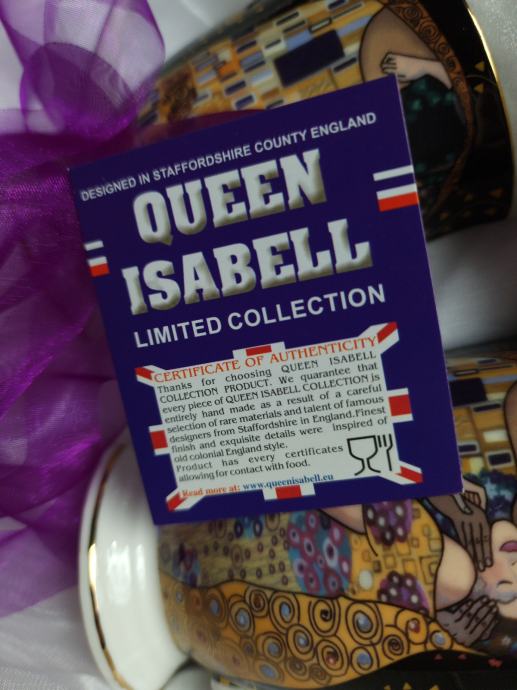 DESIGNED IN STAFFORDSHIRE COUNTY ENGLAND
QUEEN
ISABELL
LIMITED COLLECTION
CERTIFICATE OF AUTHENTICITY
Thanks for choosing QUEEN ISABELL
COLLECTION PRODUCT. We quarantee that
every piece of QUEEN ISABELL COLLECTION is
entirely hand made as a result of a careful
selection of rare materials and talent of famous
designers from Staffordshire in England.Finest
finish and exquisite details were inspired of
old colonial England style.
Product has every certificates
allowing for contact with food.
Read more at: www.queenisabell.eu